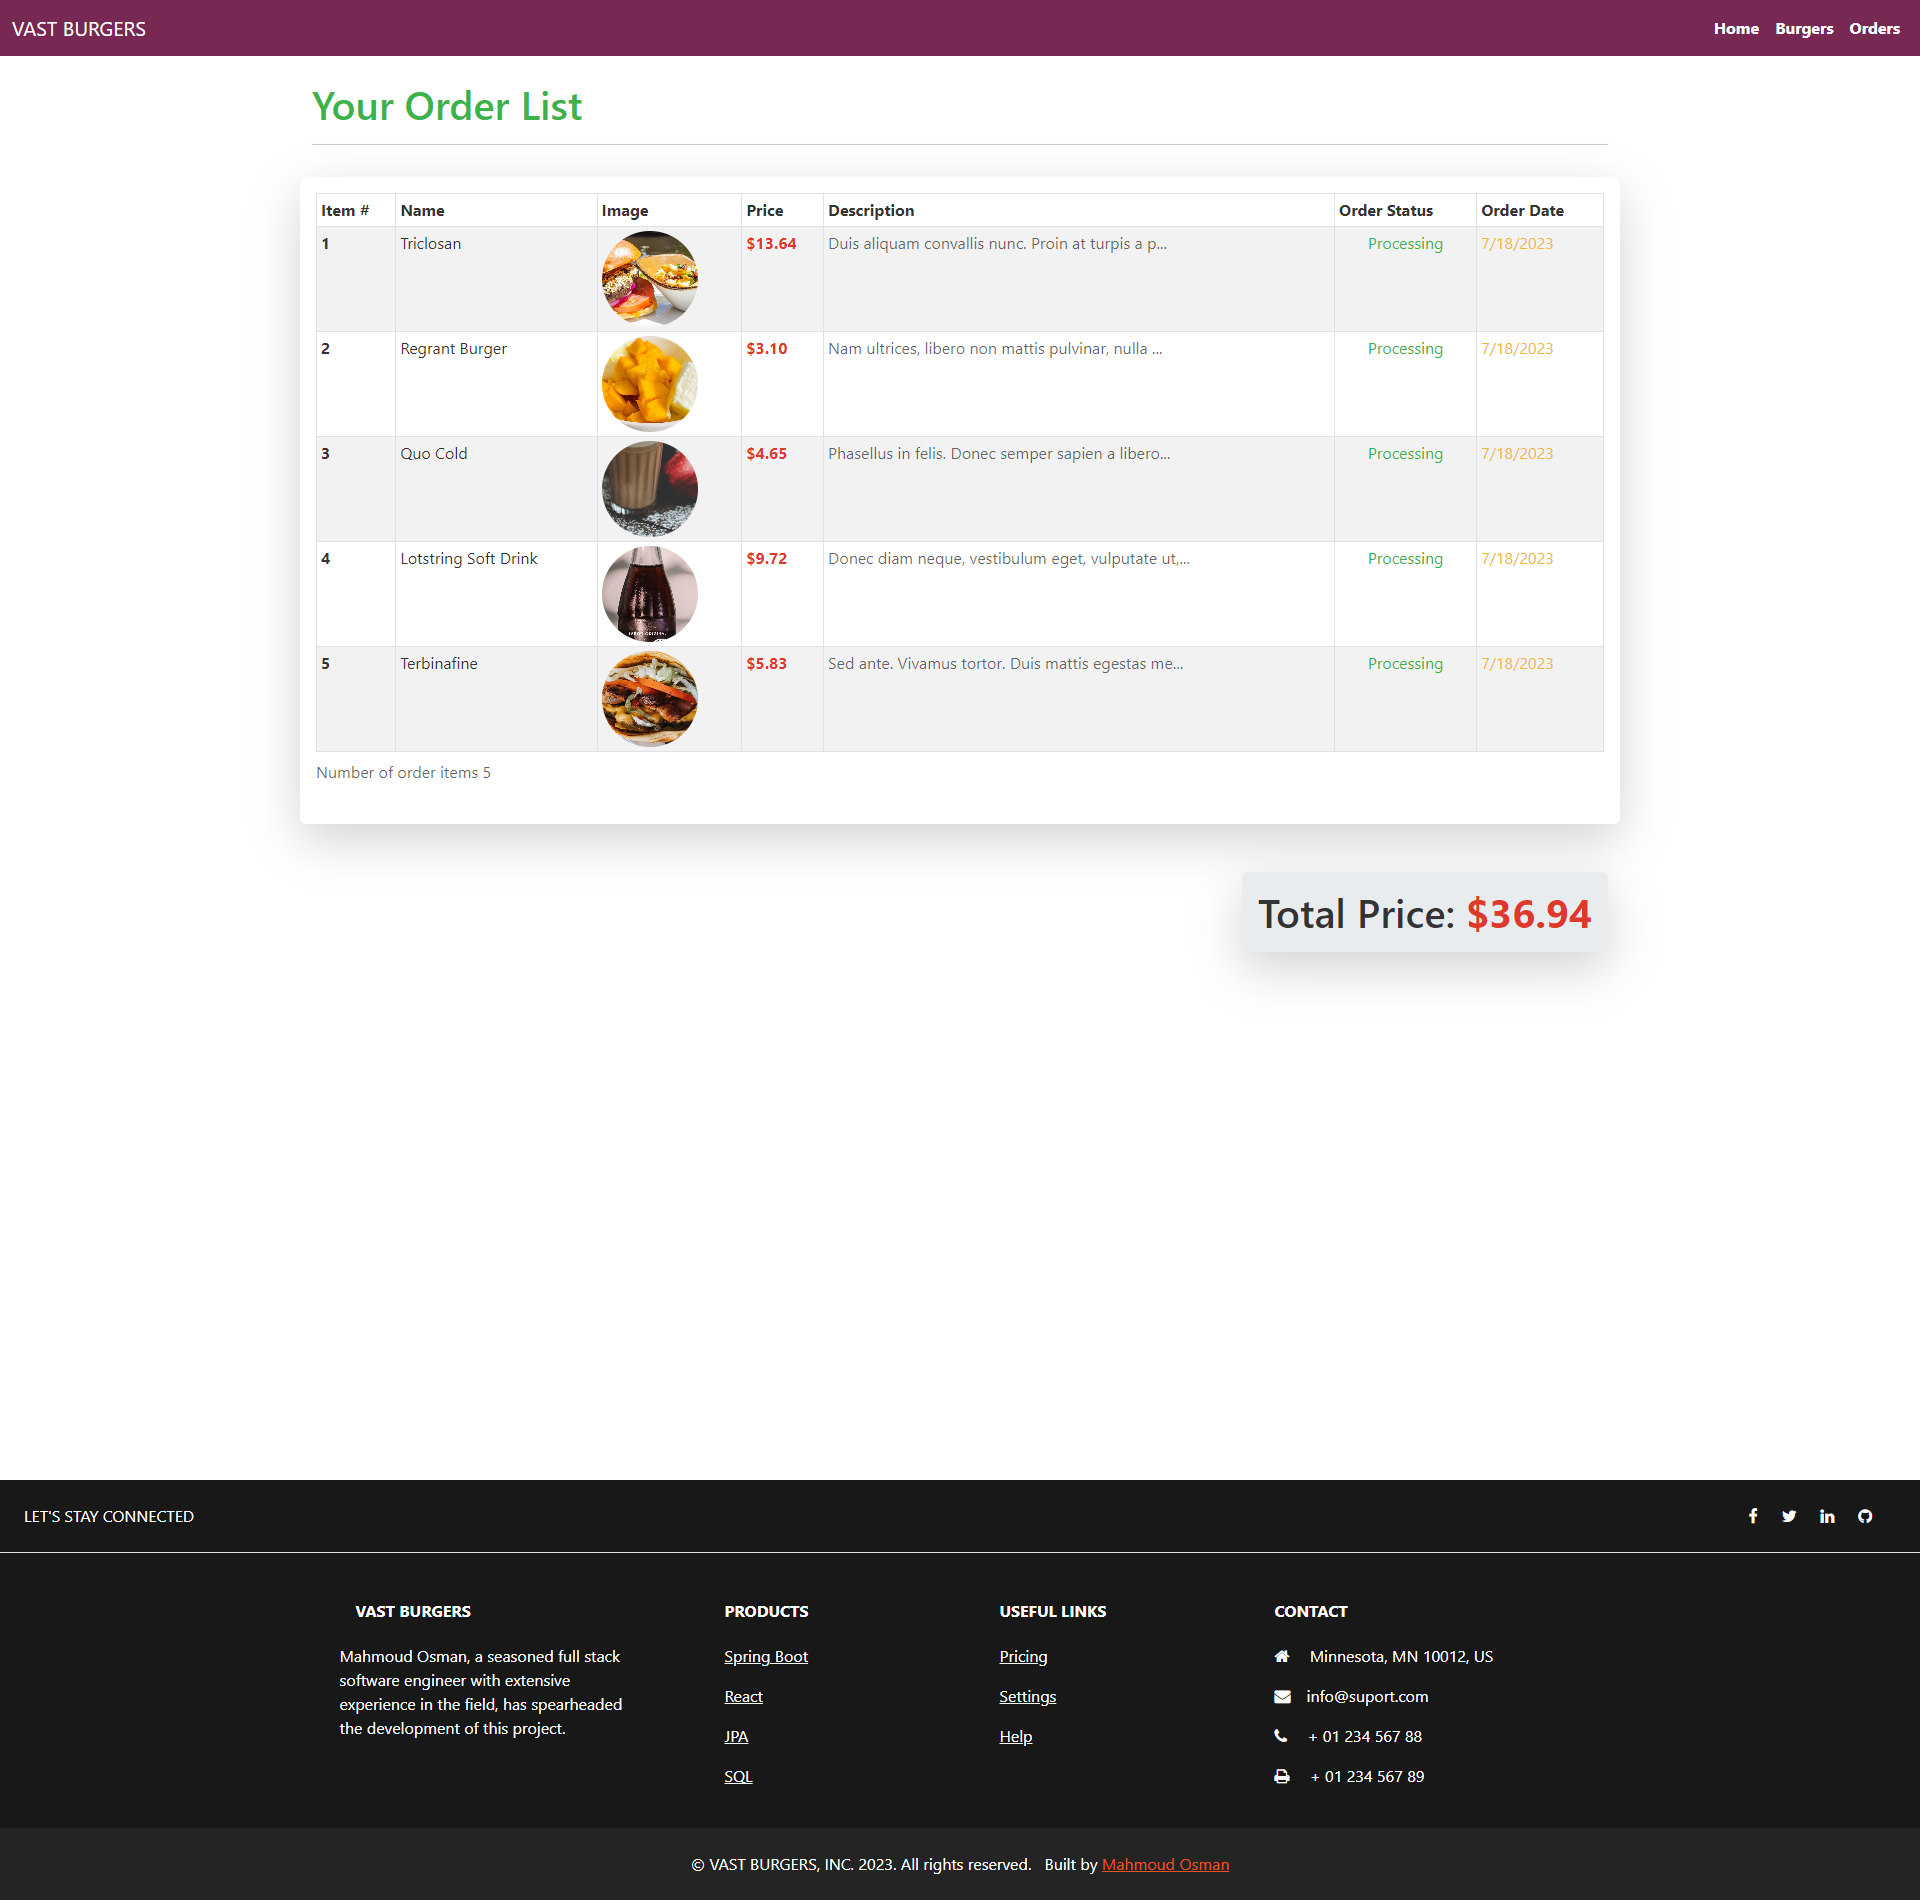 VAST BURGERS
Home Burgers Orders
Your Order List
Item # Name Image Price Description Order Status Order Date
1 Triclosan $13.64 Duis aliquam convallis nunc. Proin at turpis a p... Processing 7/18/2023
2 Regrant Burger $3.10 Nam ultrices, libero non mattis pulvinar, nulla ... Processing 7/18/2023
3 Quo Cold $4.65 Phasellus in felis. Donec semper sapien a libero... Processing 7/18/2023
4 Lotstring Soft Drink $9.72 Donec diam neque, vestibulum eget, vulputate ut,... Processing 7/18/2023
5 Terbinafine $5.83 Sed ante. Vivamus tortor. Duis mattis egestas me... Processing 7/18/2023
Number of order items 5
Total Price: $36.94
LET'S STAY CONNECTED
VAST BURGERS
Mahmoud Osman, a seasoned full stack
software engineer with extensive
experience in the field, has spearheaded
the development of this project.
PRODUCTS
Spring Boot
React
JPA
SQL
USEFUL LINKS
Pricing
Settings
Help
CONTACT
Minnesota, MN 10012, US
info@suport.com
+ 01 234 567 88
+ 01 234 567 89
© VAST BURGERS, INC. 2023. All rights reserved. Built by Mahmoud Osman